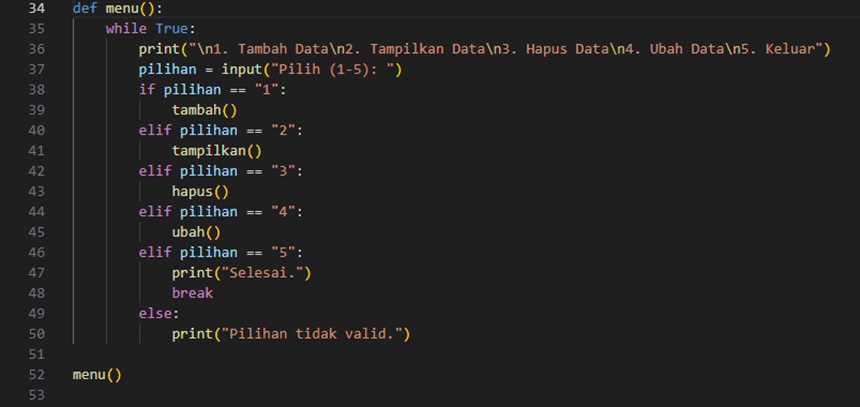 34 def menu():
35     while True:
36         print("\n1. Tambah Data\n2. Tampilkan Data\n3. Hapus Data\n4. Ubah Data\n5. Keluar")
37         pilihan = input("Pilih (1-5): ")
38         if pilihan == "1":
39             tambah()
40         elif pilihan == "2":
41             tampilkan()
42         elif pilihan == "3":
43             hapus()
44         elif pilihan == "4":
45             ubah()
46         elif pilihan == "5":
47             print("Selesai.")
48             break
49         else:
50             print("Pilihan tidak valid.")
51
52 menu()
53